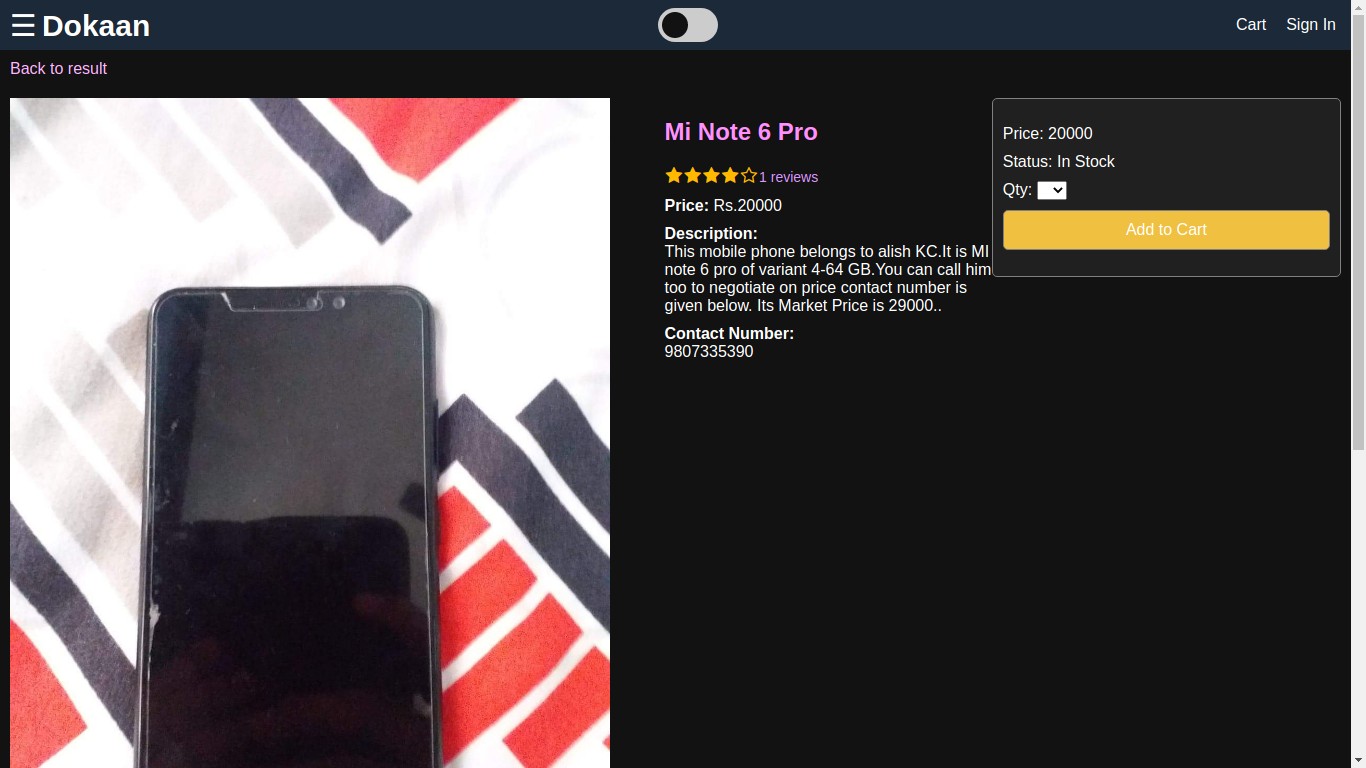 ☰ Dokaan
Cart
Sign In
Back to result
Mi Note 6 Pro
1 reviews
Price: Rs.20000
Description:
This mobile phone belongs to alish KC.It is MI
note 6 pro of variant 4-64 GB.You can call him
too to negotiate on price contact number is
given below. Its Market Price is 29000..
Contact Number:
9807335390
Price: 20000
Status: In Stock
Qty:
Add to Cart